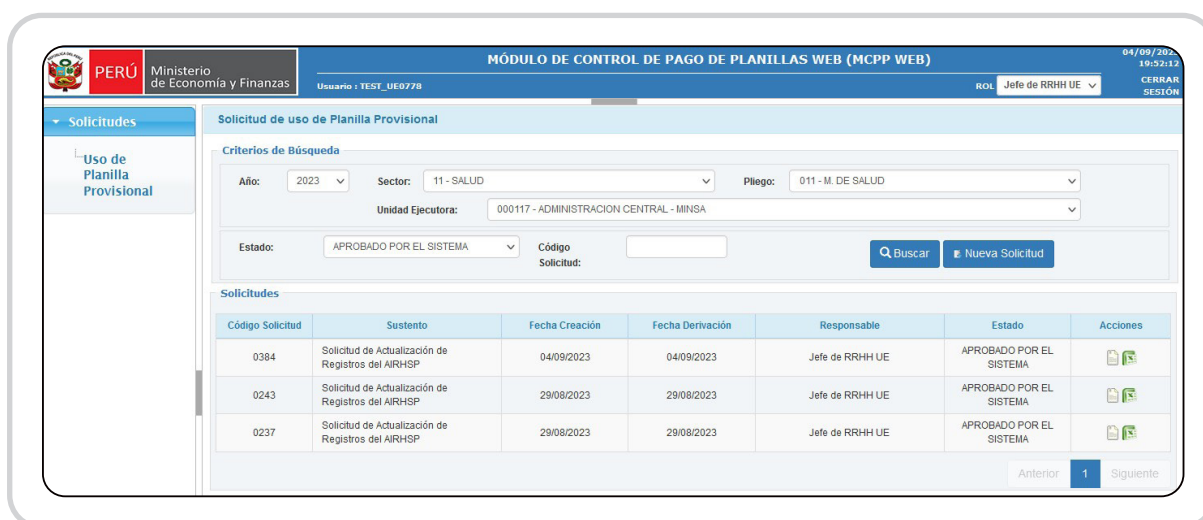 PERÚ
Ministerio
de Economía y Finanzas
MÓDULO DE CONTROL DE PAGO DE PLANILLAS WEB (MCPP WEB)
Usuario : TEST_UE0778
ROL
Jefe de RRHH UE
04/09/202
19:52:12
CERRAR
SESIÓN
Solicitudes
Uso de
Planilla
Provisional
Solicitud de uso de Planilla Provisional
Criterios de Búsqueda
Año: 2023 Sector: 11 - SALUD Pliego: 011 - M. DE SALUD
Unidad Ejecutora: 000117 - ADMINISTRACION CENTRAL - MINSA
Estado: APROBADO POR EL SISTEMA Código
Solicitud:
Buscar Nueva Solicitud
Solicitudes
Código Solicitud Sustento Fecha Creación Fecha Derivación Responsable Estado Acciones
0384 Solicitud de Actualización de
Registros del AIRHSP 04/09/2023 04/09/2023 Jefe de RRHH UE APROBADO POR EL
SISTEMA
0243 Solicitud de Actualización de
Registros del AIRHSP 29/08/2023 29/08/2023 Jefe de RRHH UE APROBADO POR EL
SISTEMA
0237 Solicitud de Actualización de
Registros del AIRHSP 29/08/2023 29/08/2023 Jefe de RRHH UE APROBADO POR EL
SISTEMA
Anterior 1 Siguiente